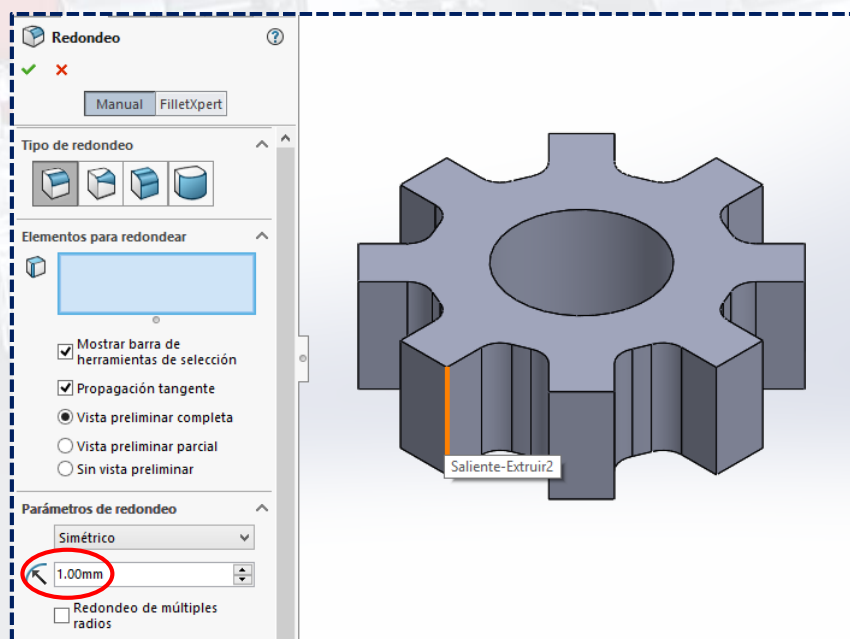 Redondeo
Manual FilletXpert
Tipo de redondeo
Elementos para redondear
Mostrar barra de
herramientas de selección
Propagación tangente
Vista preliminar completa
Vista preliminar parcial
Sin vista preliminar
Parámetros de redondeo
Simétrico
1.00mm
Redondeo de múltiples
radios
Saliente-Extruir2